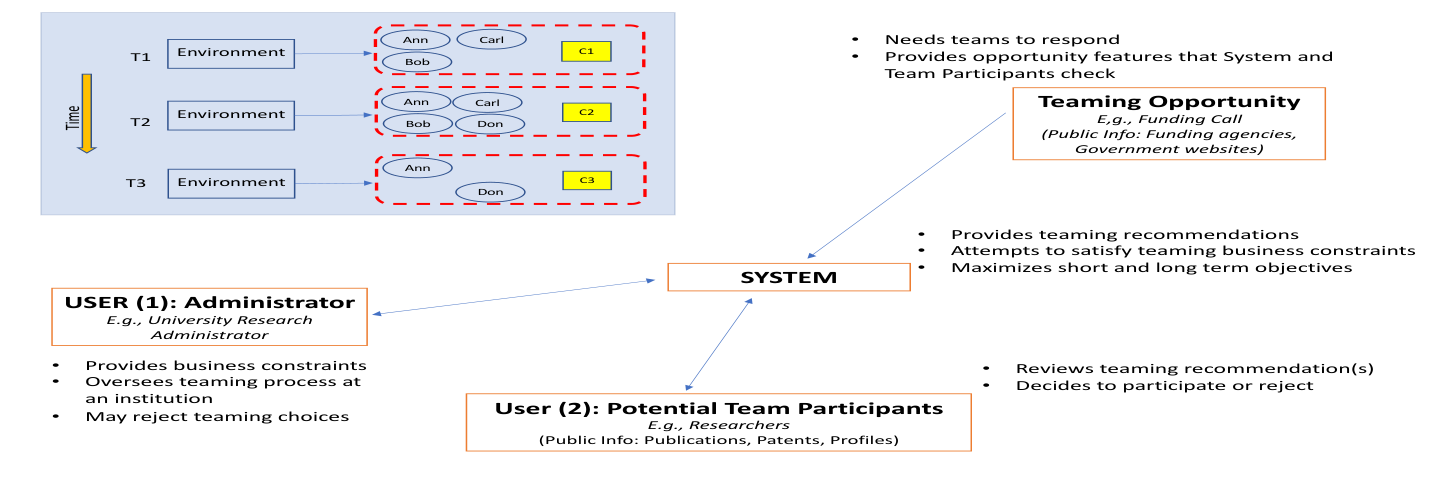 T1
Environment
Ann
Carl
Bob
C1
Time
T2
Environment
Ann
Carl
Bob
Don
C2
T3
Environment
Ann
Don
C3
• Needs teams to respond
• Provides opportunity features that System and
Team Participants check
Teaming Opportunity
E,g., Funding Call
(Public Info: Funding agencies,
Government websites)
• Provides teaming recommendations
• Attempts to satisfy teaming business constraints
• Maximizes short and long term objectives
SYSTEM
USER (1): Administrator
E.g., University Research
Administrator
• Provides business constraints
• Oversees teaming process at
an institution
• May reject teaming choices
• Reviews teaming recommendation(s)
• Decides to participate or reject
User (2): Potential Team Participants
E.g., Researchers
(Public Info: Publications, Patents, Profiles)